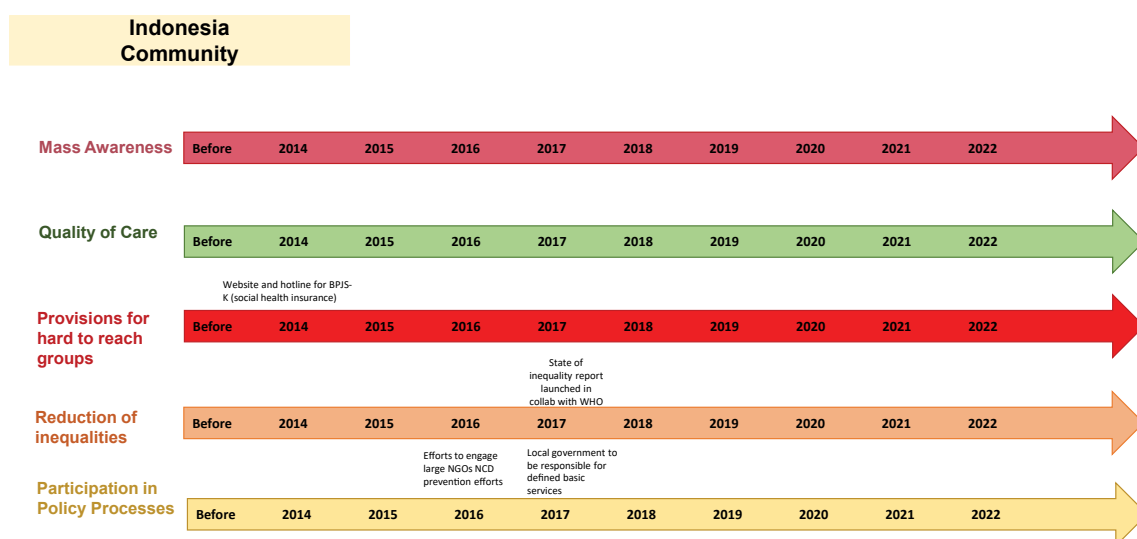 Indonesia
Community
Mass Awareness
Before 2014 2015 2016 2017 2018 2019 2020 2021 2022
Quality of Care
Before 2014 2015 2016 2017 2018 2019 2020 2021 2022
Website and hotline for BPJS-
K (social health insurance)
Provisions for
hard to reach
groups
Before 2014 2015 2016 2017 2018 2019 2020 2021 2022
State of
inequality report
launched in
collab with WHO
Reduction of
inequalities
Before 2014 2015 2016 2017 2018 2019 2020 2021 2022
Efforts to engage
large NGOs NCD
prevention efforts
Local government to
be responsible for
defined basic
services
Participation in
Policy Processes
Before 2014 2015 2016 2017 2018 2019 2020 2021 2022